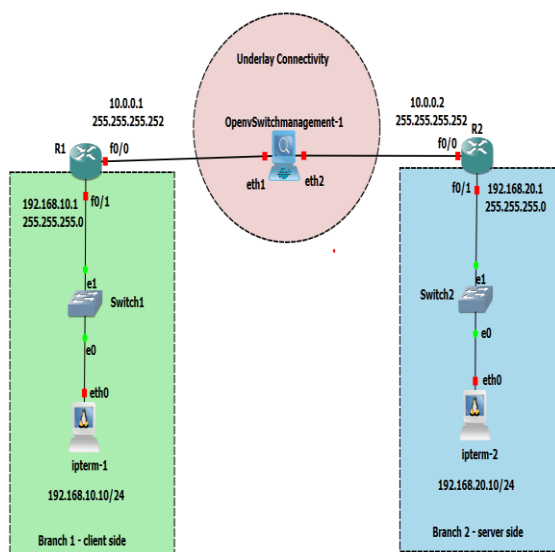 Underlay Connectivity
10.0.0.1
255.255.255.252
10.0.0.2
255.255.255.252
OpenvSwitchmanagement-1
R1
f0/0
R2
f0/0
eth1
eth2
192.168.10.1
255.255.255.0
f0/1
f0/1
192.168.20.1
255.255.255.0
e1
Switch1
e0
e1
Switch2
e0
eth0
eth0
ipterm-1
ipterm-2
192.168.10.10/24
192.168.20.10/24
Branch 1 - client side
Branch 2 - server side